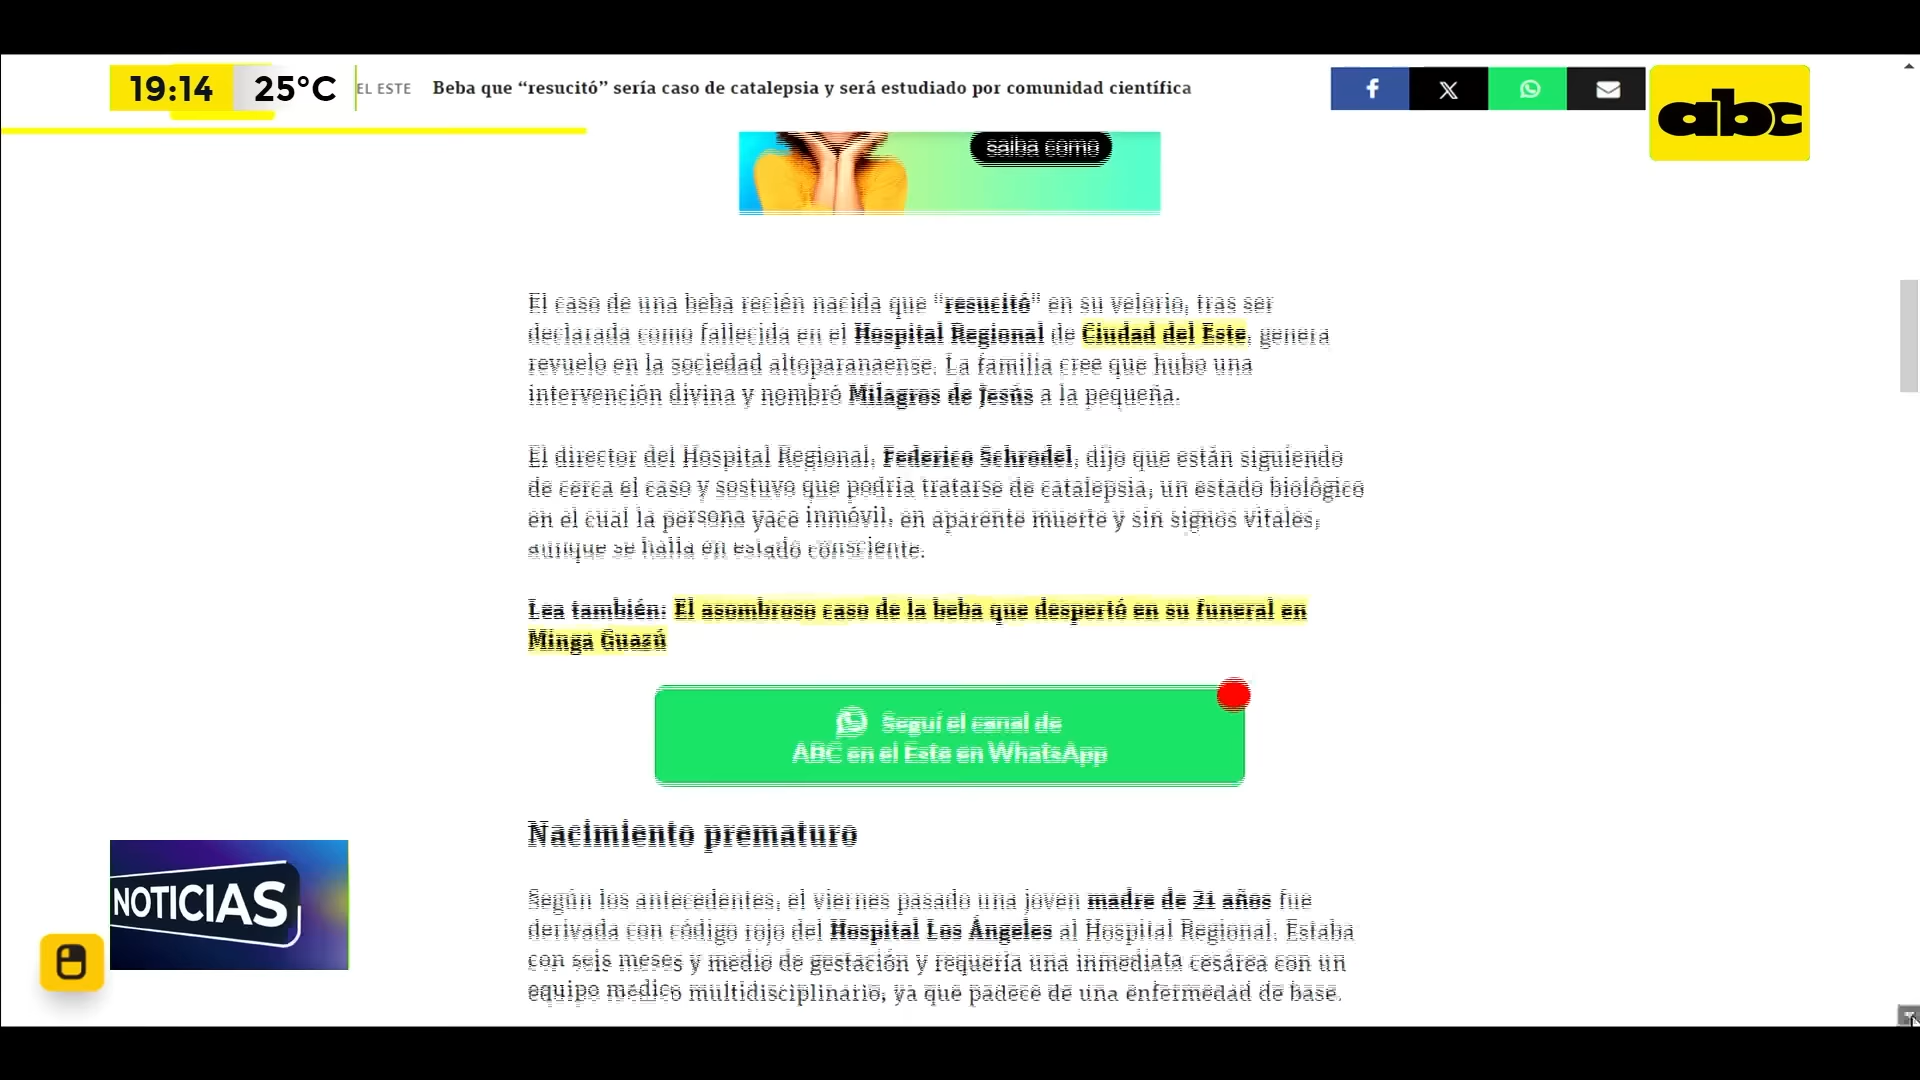 19:14 25°C EL ESTE Beba que “resucitó” sería caso de catalepsia y será estudiado por comunidad científica
abc
saiba como
El caso de una beba recién nacida que “resucitó” en su velorio, tras ser
declarada como fallecida en el Hospital Regional de Ciudad del Este, genera
revuelo en la sociedad altoparanaense. La familia cree que hubo una
intervención divina y nombró Milagros de Jesús a la pequeña.
El director del Hospital Regional, Federico Schrodel, dijo que están siguiendo
de cerca el caso y sostuvo que podría tratarse de catalepsia, un estado biológico
en el cual la persona yace inmóvil, en aparente muerte y sin signos vitales,
aunque se halla en estado consciente.
Lea también: El asombroso caso de la beba que despertó en su funeral en
Minga Guazú
Seguí el canal de
ABC en el Este en WhatsApp
Nacimiento prematuro
NOTICIAS
Según los antecedentes, el viernes pasado una joven madre de 21 años fue
derivada con código rojo del Hospital Los Ángeles al Hospital Regional. Estaba
con seis meses y medio de gestación y requería una inmediata cesárea con un
equipo médico multidisciplinario, ya que padece de una enfermedad de base.